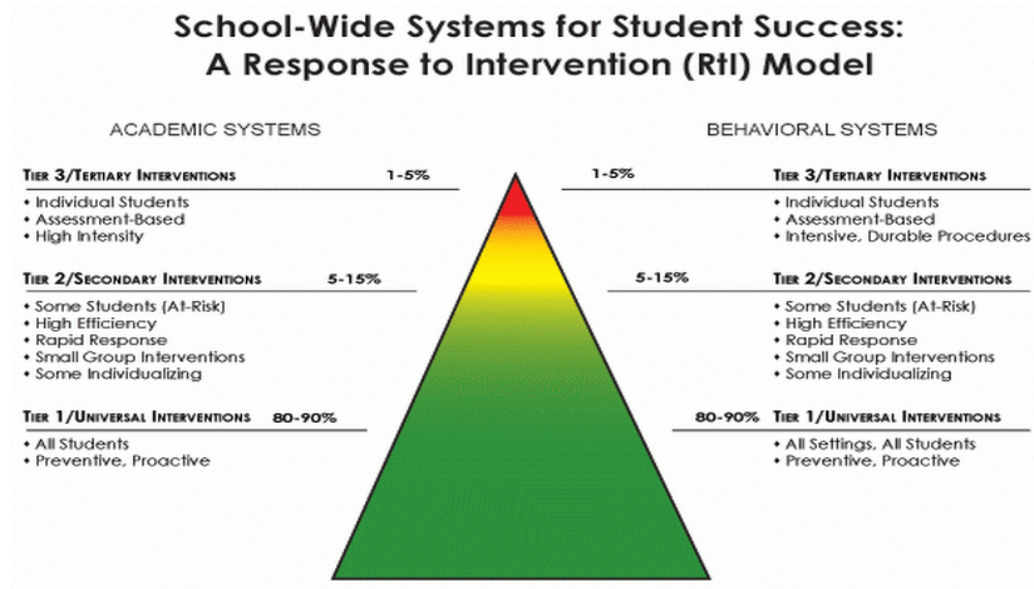 School-Wide Systems for Student Success:
A Response to Intervention (RtI) Model
ACADEMIC SYSTEMS
Tier 3/Tertiary Interventions 1-5%
• Individual Students
• Assessment-Based
• High Intensity
Tier 2/Secondary Interventions 5-15%
• Some Students (At-Risk)
• High Efficiency
• Rapid Response
• Small Group Interventions
• Some Individualizing
Tier 1/Universal Interventions 80-90%
• All Students
• Preventive, Proactive
BEHAVIORAL SYSTEMS
1-5% Tier 3/Tertiary Interventions
• Individual Students
• Assessment-Based
• Intensive, Durable Procedures
5-15% Tier 2/Secondary Interventions
• Some Students (At-Risk)
• High Efficiency
• Rapid Response
• Small Group Interventions
• Some Individualizing
80-90% Tier 1/Universal Interventions
• All Settings, All Students
• Preventive, Proactive